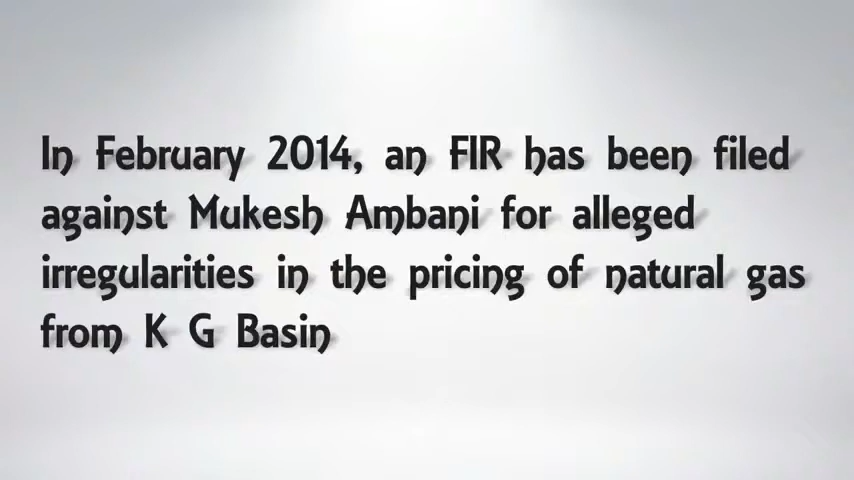 In February 2014, an FIR has been filed
against Mukesh Ambani for alleged
irregularities in the pricing of natural gas
from K G Basin